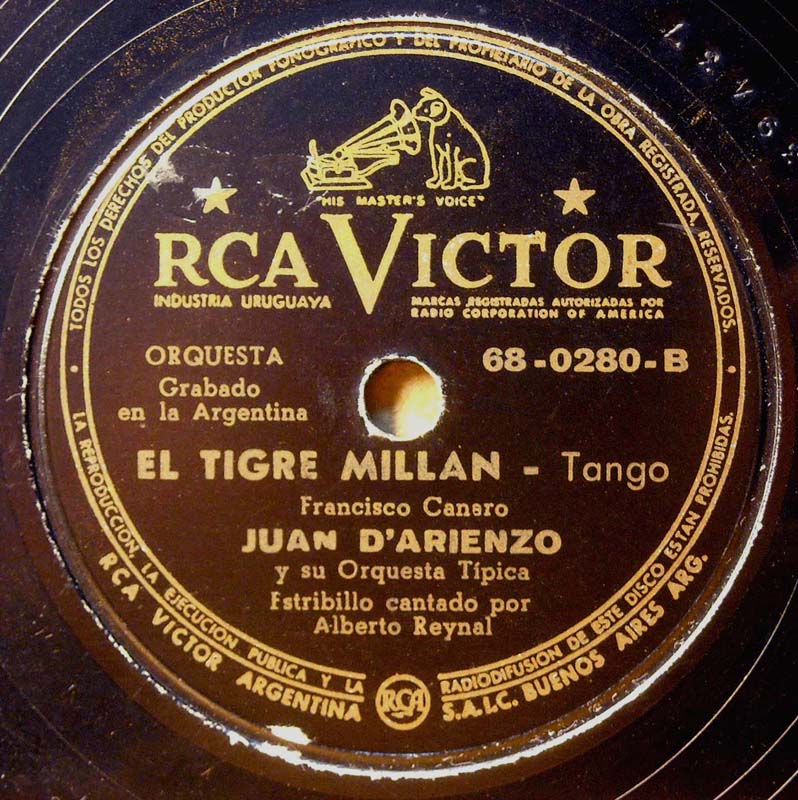 TODOS LOS DERECHOS DEL PRODUCTOR FONOGRAFICO Y DEL PROPIETARIO DE LA OBRA REGISTRADA, RESERVADOS.
"HIS MASTER'S VOICE"
RCA VICTOR
INDUSTRIA URUGUAYA
MARCAS REGISTRADAS AUTORIZADAS POR
RADIO CORPORATION OF AMERICA
ORQUESTA
68-0280-B
Grabado
en la Argentina
EL TIGRE MILLAN - Tango
Francisco Canaro
JUAN D'ARIENZO
y su Orquesta Típica
Estribillo cantado por
Alberto Reynal
LA REPRODUCCION, LA EJECUCION PUBLICA Y LA RADIODIFUSION DE ESTE DISCO ESTAN PROHIBIDAS.
RCA VICTOR ARGENTINA RCA S.A.I.C. BUENOS AIRES ARG.